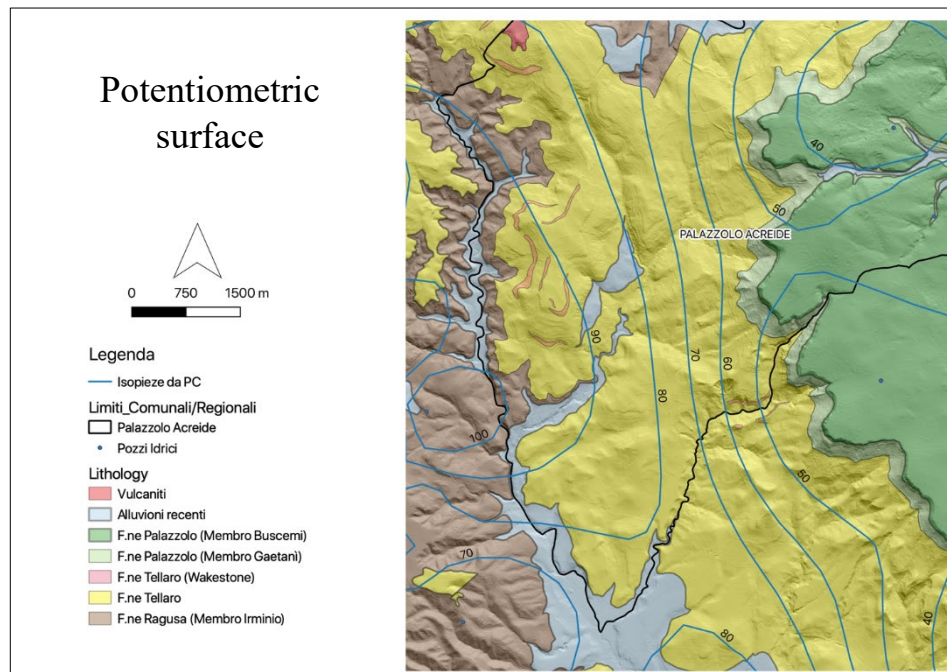 Potentiometric
surface
0 750 1500 m
Legenda
Isopieze da PC
Limiti_Comunali/Regionali
Palazzolo Acreide
Pozzi Idrici
Lithology
Vulcaniti
Alluvioni recenti
F.ne Palazzolo (Membro Buscemi)
F.ne Palazzolo (Membro Gaetanì)
F.ne Tellaro (Wakestone)
F.ne Tellaro
F.ne Ragusa (Membro Irminio)
40
50
PALAZZOLO ACREIDE
90
70
60
80
100
50
70
80
40